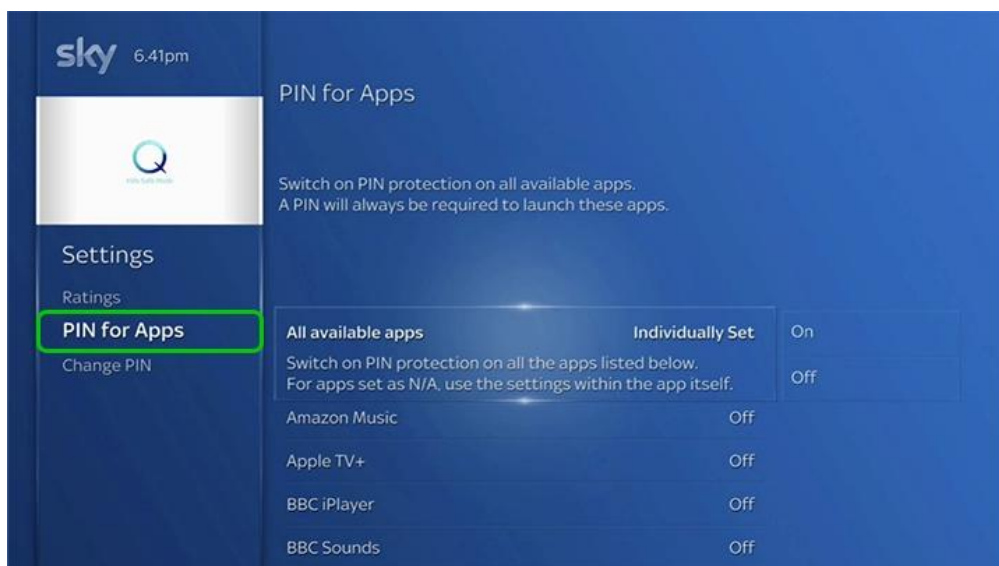 sky 6.41pm
PIN for Apps
Q
Switch on PIN protection on all available apps.
A PIN will always be required to launch these apps.
Settings
Ratings
PIN for Apps
Change PIN
All available apps Individually Set On
Switch on PIN protection on all the apps listed below.
For apps set as N/A, use the settings within the app itself. Off
Amazon Music Off
Apple TV+ Off
BBC iPlayer Off
BBC Sounds Off